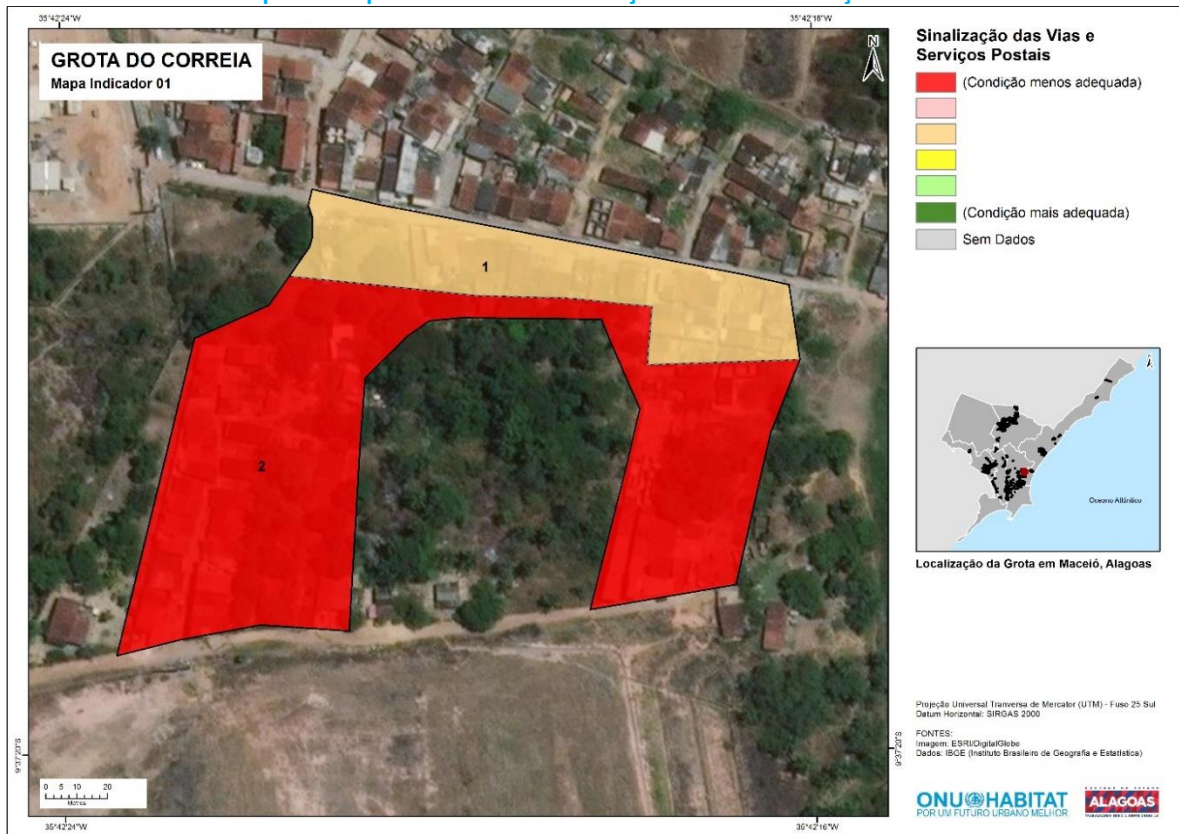 35°42'24"W
35°42'18"W
GROTA DO CORREIA
Mapa Indicador 01
N
1
2
9°37'20"S
9°37'20"S
0 5 10 20
Metros
35°42'24"W
35°42'16"W
Sinalização das Vias e
Serviços Postais
(Condição menos adequada)
(Condição mais adequada)
Sem Dados
Oceano Atlântico
Localização da Grota em Maceió, Alagoas
Projeção Universal Tranversa de Mercator (UTM) - Fuso 25 Sul
Datum Horizontal: SIRGAS 2000
FONTES:
Imagem: ESRI/DigitalGlobe
Dados: IBGE (Instituto Brasileiro de Geografia e Estatística)
ONU HABITAT
POR UM FUTURO URBANO MELHOR
ALAGOAS